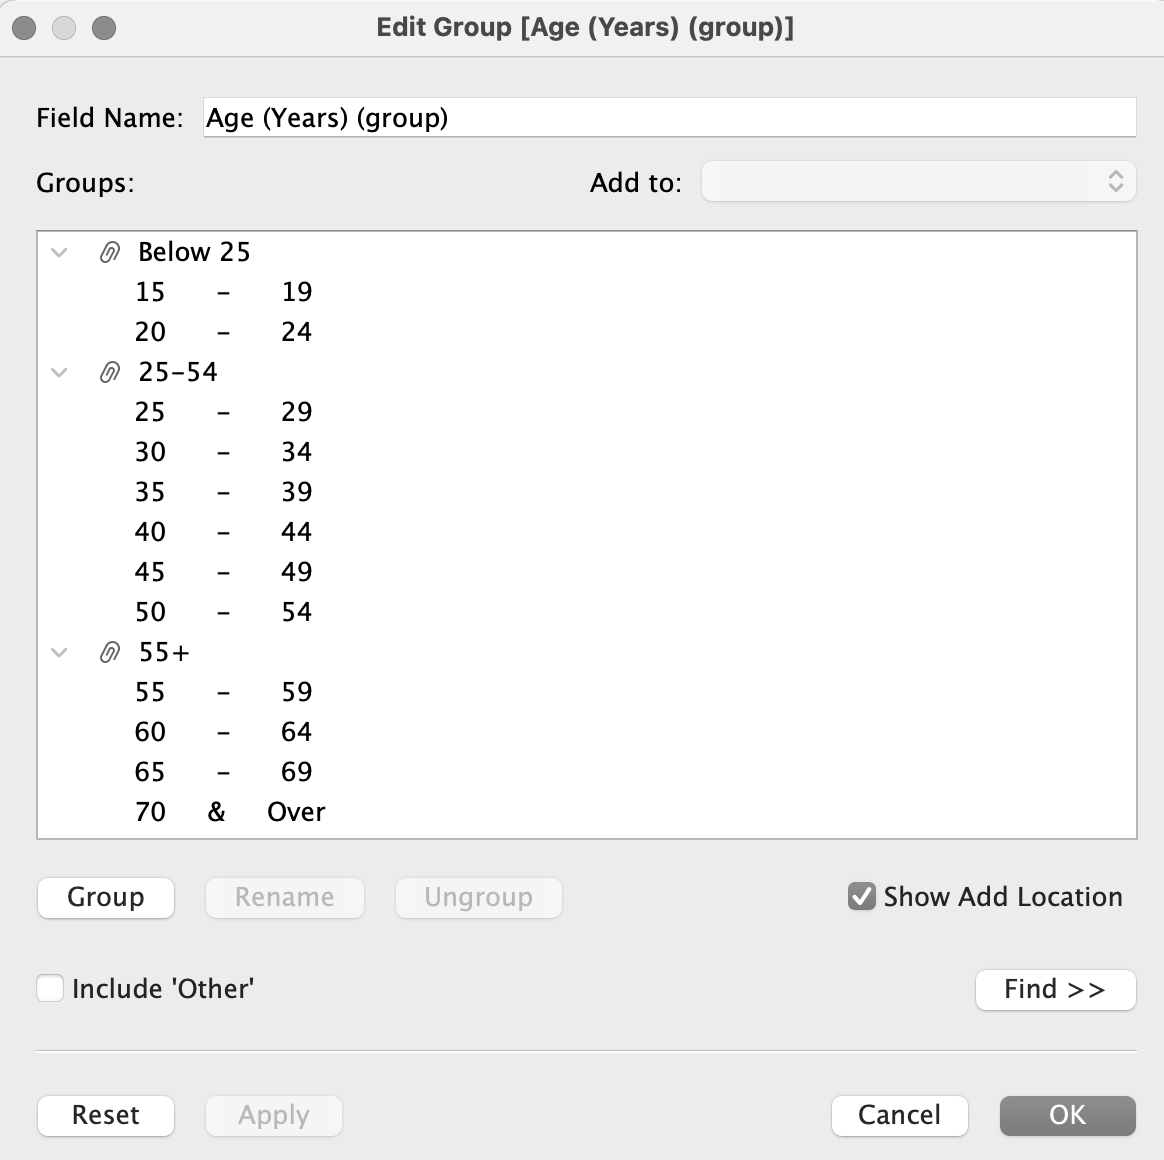 Edit Group [Age (Years) (group)]
Field Name: Age (Years) (group)
Groups: Add to:
Below 25
15 - 19
20 - 24
25-54
25 - 29
30 - 34
35 - 39
40 - 44
45 - 49
50 - 54
55+
55 - 59
60 - 64
65 - 69
70 & Over
Group Rename Ungroup Show Add Location
Include 'Other' Find >>
Reset Apply Cancel OK